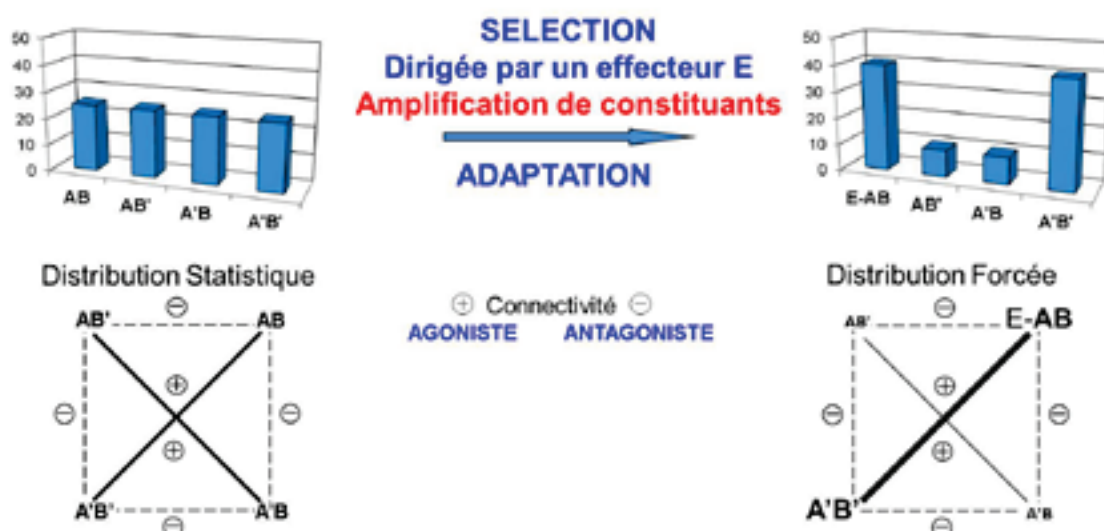 50
40
30
20
10
0
AB
AB'
A'B
A'B'
SELECTION
Dirigée par un effecteur E
Amplification de constituants
ADAPTATION
50
40
30
20
10
0
E-AB
AB'
A'B
A'B'
Distribution Statistique
⊖
AB' AB
⊕
⊖ ⊖
⊕
A'B' A'B
⊖
⊕ Connectivité ⊖
AGONISTE ANTAGONISTE
Distribution Forcée
⊖
AB' E-AB
⊕
⊖ ⊖
⊕
A'B' A'B
⊖